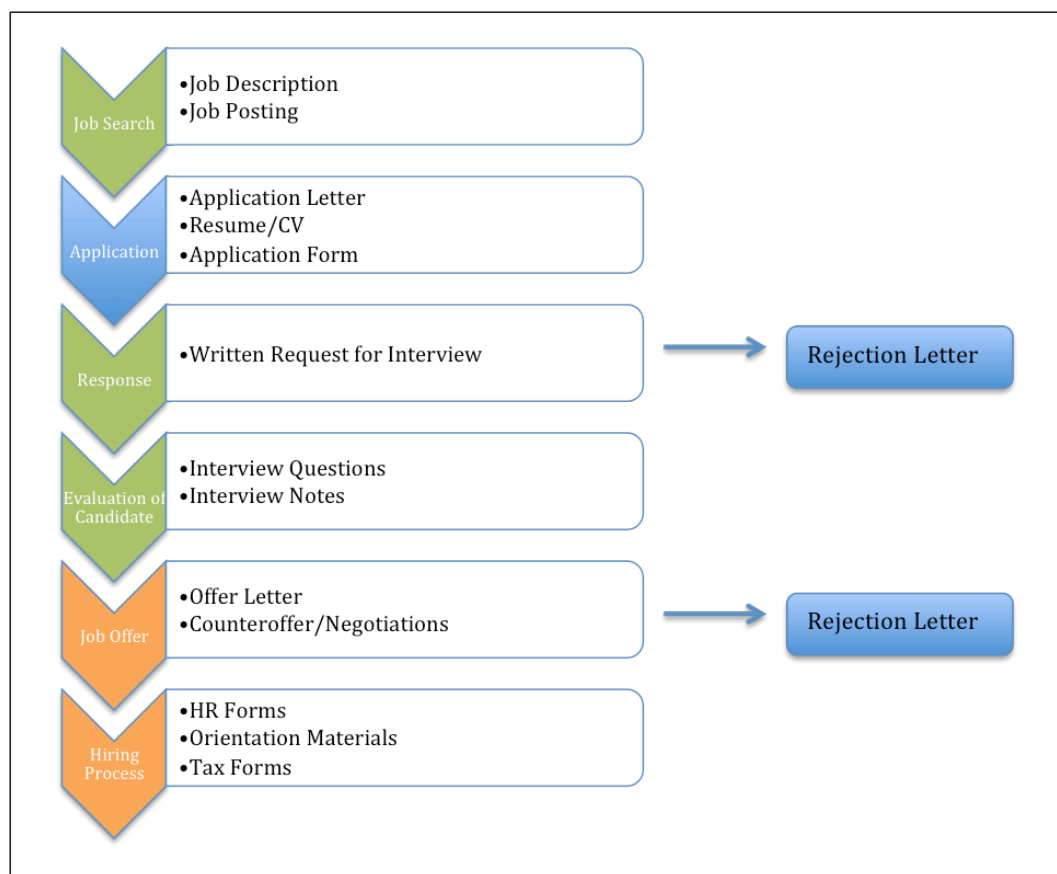 Job Search
•Job Description
•Job Posting
Application
•Application Letter
•Resume/CV
•Application Form
Response
•Written Request for Interview
Rejection Letter
Evaluation of
Candidate
•Interview Questions
•Interview Notes
Job Offer
•Offer Letter
•Counteroffer/Negotiations
Rejection Letter
Hiring
Process
•HR Forms
•Orientation Materials
•Tax Forms